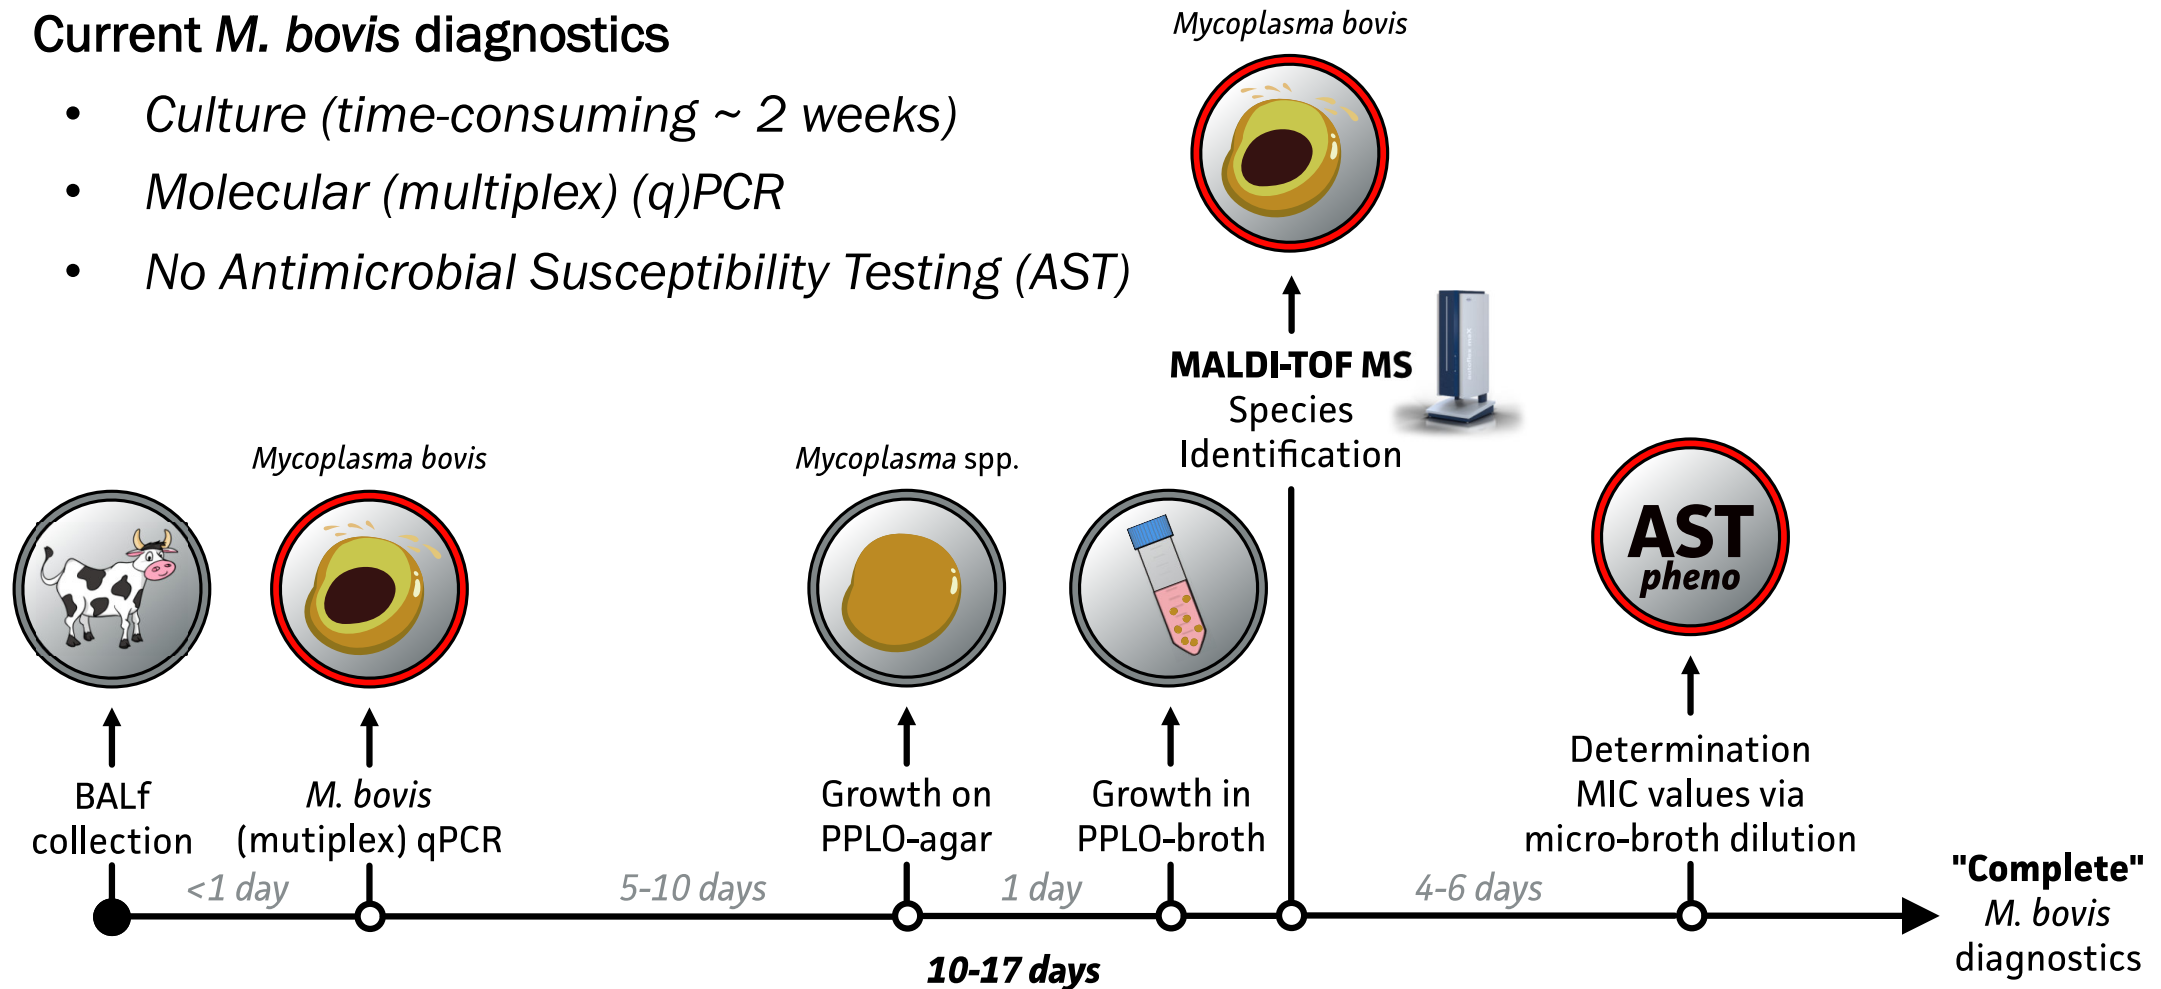 Current M. bovis diagnostics
• Culture (time-consuming ~ 2 weeks)
• Molecular (multiplex) (q)PCR
• No Antimicrobial Susceptibility Testing (AST)
Mycoplasma bovis
MALDI-TOF MS
Species
Identification
Mycoplasma bovis
Mycoplasma spp.
AST
pheno
BALf
collection
M. bovis
(mutiplex) qPCR
Growth on
PPLO-agar
Growth in
PPLO-broth
Determination
MIC values via
micro-broth dilution
<1 day
5-10 days
1 day
4-6 days
10-17 days
"Complete"
M. bovis
diagnostics